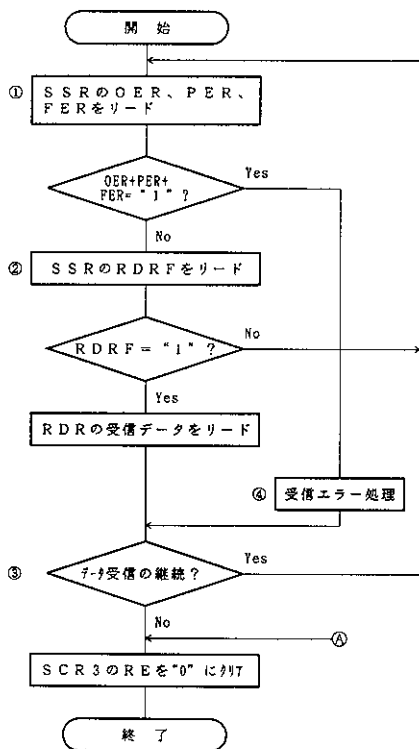 開始
① SSRのOER、PER、
FERをリード
OER+PER+
FER="1"?
Yes
No
② SSRのRDRFをリード
RDRF="1"?
No
Yes
RDRの受信データをリード
④ 受信エラー処理
③ データ受信の継続?
Yes
No
Ⓐ
SCR3のREを"0"にクリア
終了